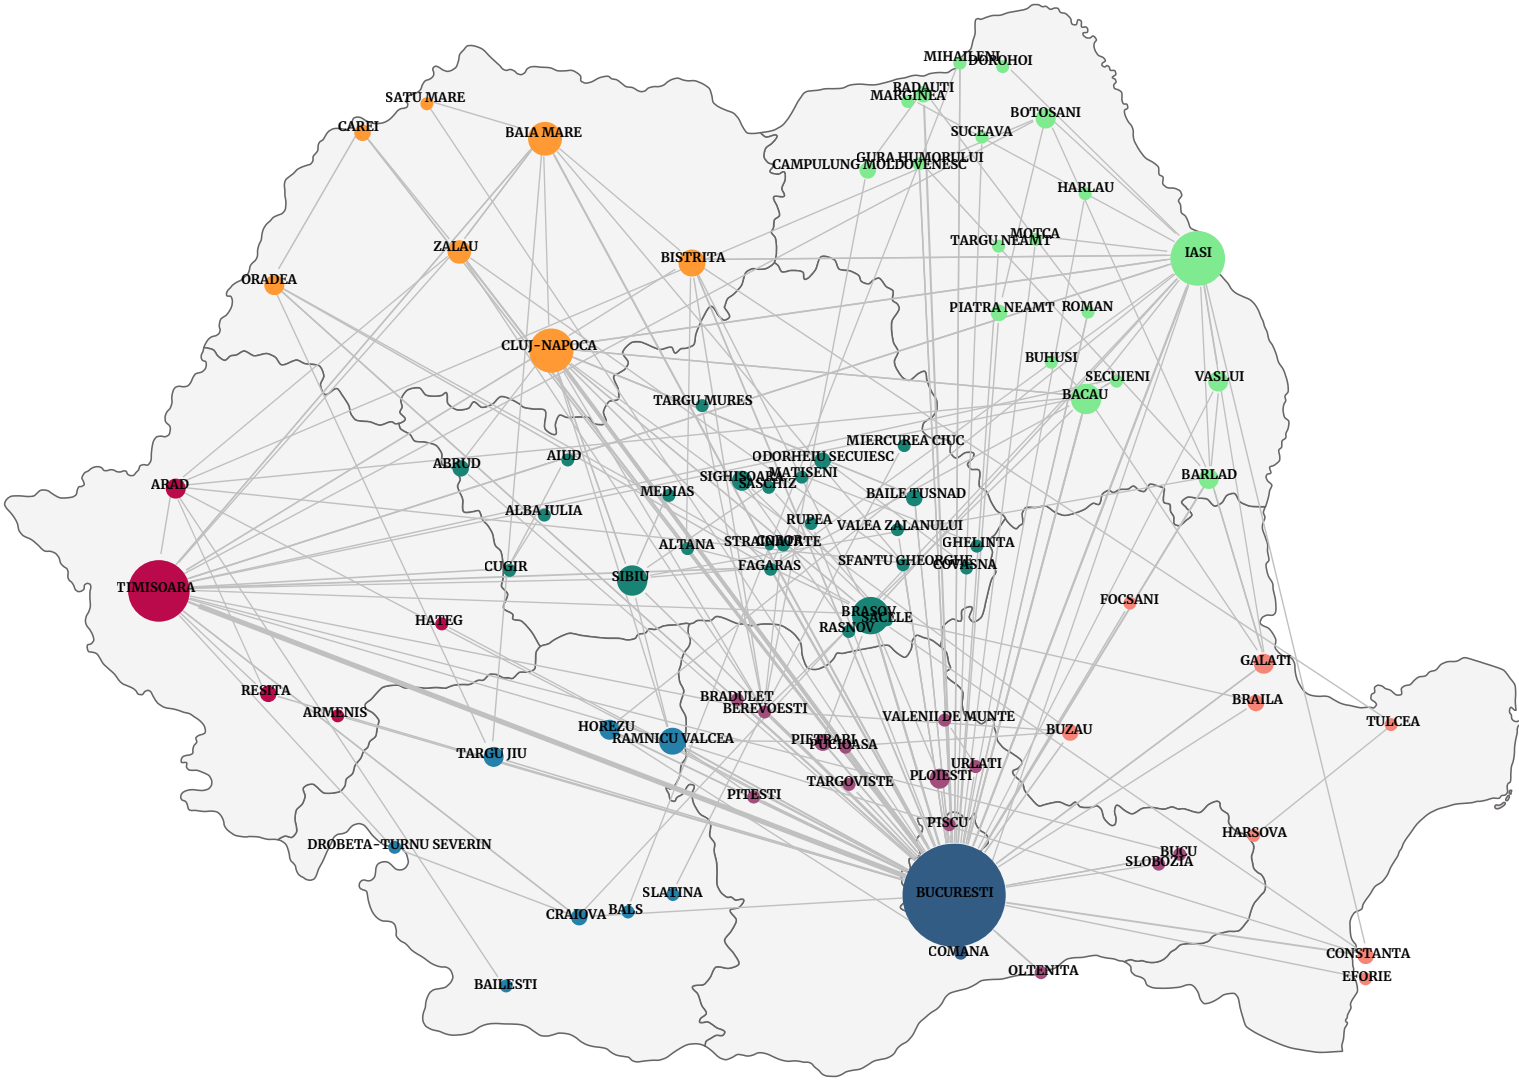 MIHAILENI
DOROHOI
RADAUTI
MARGINEA
SATU MARE
BOTOSANI
CAREI
BAIA MARE
SUCEAVA
GURA HUMORULUI
CAMPULUNG MOLDOVENESC
HARLAU
MOTCA
TARGU NEAMT
ZALAU
BISTRITA
IASI
ORADEA
PIATRA NEAMT
ROMAN
CLUJ-NAPOCA
BUHUSI
SECUIENI
VASLUI
BACAU
TARGU MURES
MIERCUREA CIUC
AIUD
ODORHEIU SECUIESC
ABRUD
MATISENI
SIGHISOARA
SASCHIZ
BARLAD
ARAD
MEDIAS
BAILE TUSNAD
ALBA IULIA
RUPEA
VALEA ZALANULUI
ALTANA
COBOR
GHELINTA
CUGIR
FAGARAS
SFANTU GHEORGHE
COVASNA
SIBIU
TIMISOARA
FOCSANI
BRASOV
SACELE
HATEG
RASNOV
GALATI
RESITA
BRADULET
BRAILA
BEREVOESTI
ARMENIS
VALENII DE MUNTE
TULCEA
HOREZU
BUZAU
RAMNICU VALCEA
PIETRARI
PUCIOASA
TARGU JIU
URLATI
PLOIESTI
TARGOVISTE
PITESTI
PISCU
HARSOVA
DROBETA-TURNU SEVERIN
BUCU
SLOBOZIA
SLATINA
BUCURESTI
BALS
CRAIOVA
COMANA
CONSTANTA
OLTENITA
EFORIE
BAILESTI